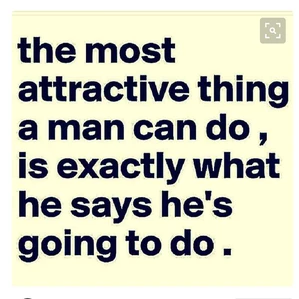 the most
attractive thing
a man can do ,
is exactly what
he says he's
going to do .